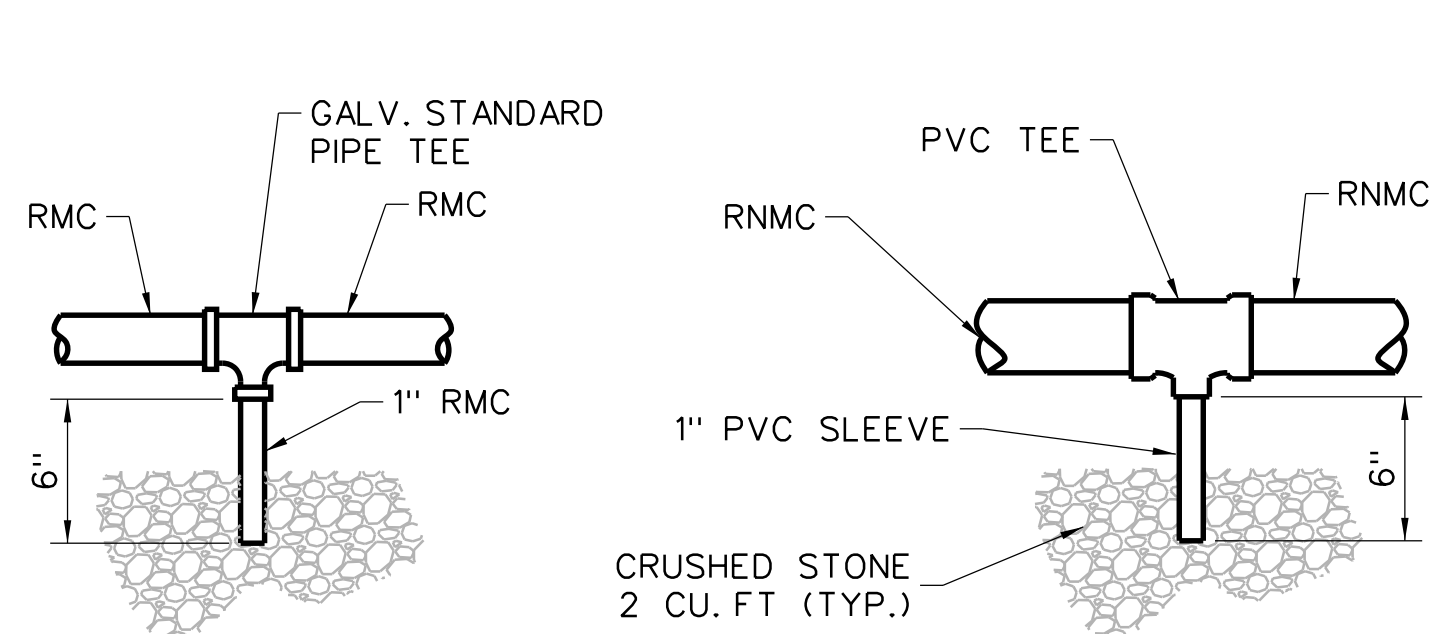 GALV. STANDARD
PIPE TEE
RMC
RMC
1" RMC
6"
PVC TEE
RNMC
RNMC
1" PVC SLEEVE
6"
CRUSHED STONE
2 CU. FT (TYP.)